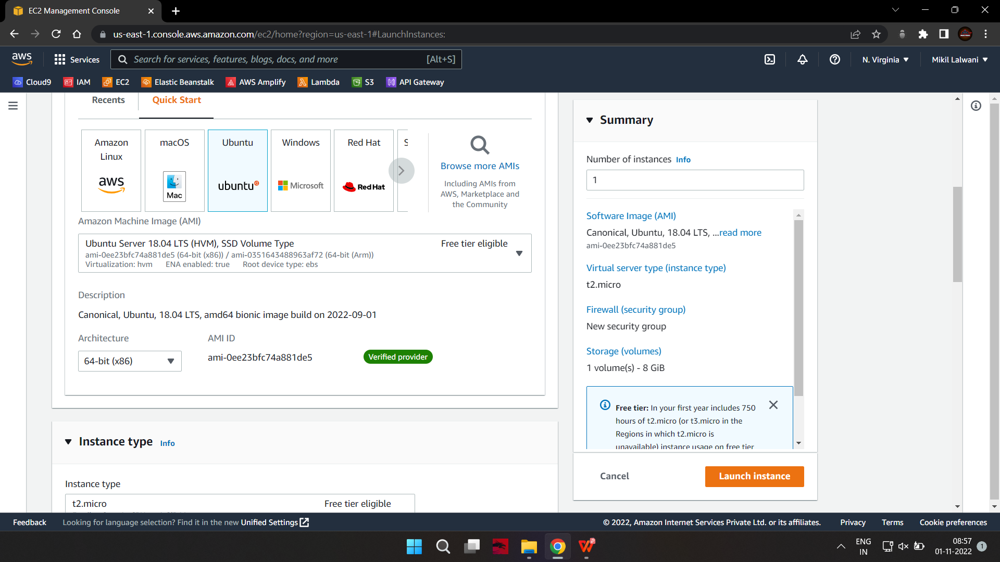 EC2 Management Console
us-east-1.console.aws.amazon.com/ec2/home?region=us-east-1#LaunchInstances:
aws
Services
Search for services, features, blogs, docs, and more
[Alt+S]
N. Virginia
Mikil Lalwani
Cloud9
IAM
EC2
Elastic Beanstalk
AWS Amplify
Lambda
S3
API Gateway
Recents
Quick Start
Amazon
Linux
aws
macOS
Mac
Ubuntu
ubuntu
Windows
Microsoft
Red Hat
Red Hat
S
Browse more AMIs
Including AMIs from
AWS, Marketplace and
the Community
Amazon Machine Image (AMI)
Ubuntu Server 18.04 LTS (HVM), SSD Volume Type
Free tier eligible
ami-0ee23bfc74a881de5 (64-bit (x86)) / ami-0351643488963af72 (64-bit (Arm))
Virtualization: hvm ENA enabled: true Root device type: ebs
Description
Canonical, Ubuntu, 18.04 LTS, amd64 bionic image build on 2022-09-01
Architecture
AMI ID
64-bit (x86)
ami-0ee23bfc74a881de5
Verified provider
Instance type Info
Instance type
t2.micro
Free tier eligible
Summary
Number of instances Info
1
Software Image (AMI)
Canonical, Ubuntu, 18.04 LTS, ...read more
ami-0ee23bfc74a881de5
Virtual server type (instance type)
t2.micro
Firewall (security group)
New security group
Storage (volumes)
1 volume(s) - 8 GiB
Free tier: In your first year includes 750
hours of t2.micro (or t3.micro in the
Regions in which t2.micro is
unavailable) instance usage on free tier
Cancel
Launch instance
Feedback
Looking for language selection? Find it in the new Unified Settings
© 2022, Amazon Internet Services Private Ltd. or its affiliates.
Privacy
Terms
Cookie preferences
ENG
IN
08:57
01-11-2022
1